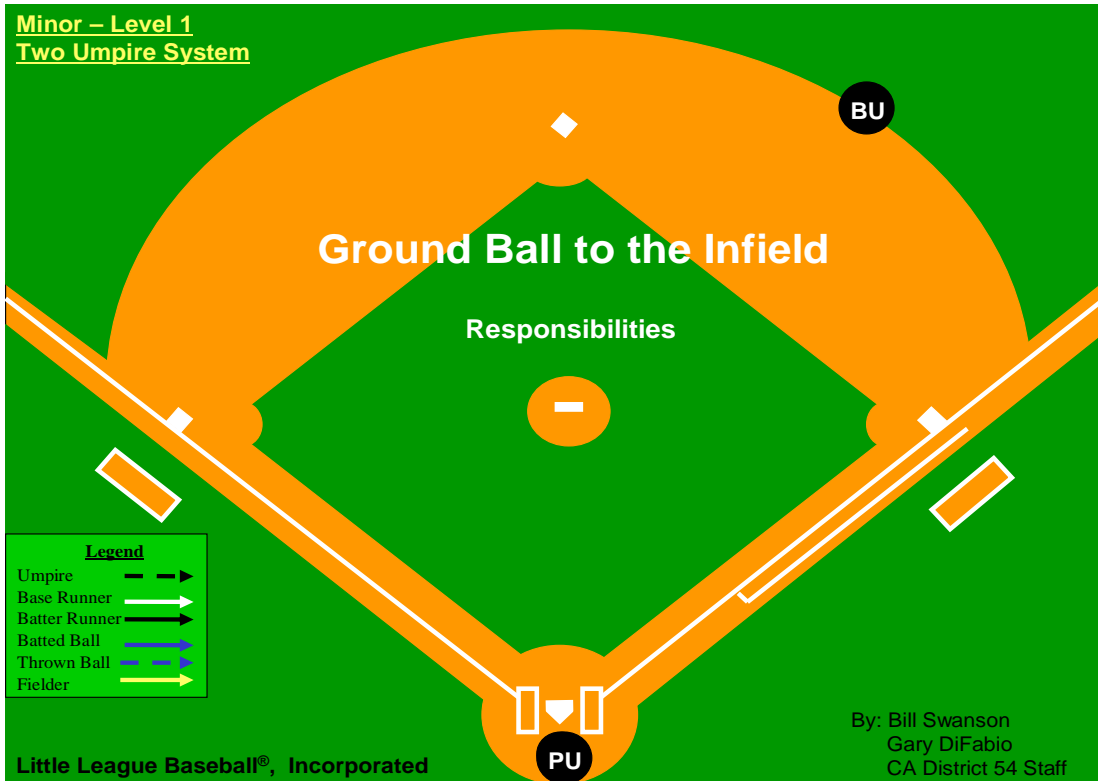 Minor – Level 1
Two Umpire System
BU
Ground Ball to the Infield
Responsibilities
Legend
Umpire
Base Runner
Batter Runner
Batted Ball
Thrown Ball
Fielder
PU
By: Bill Swanson
Gary DiFabio
CA District 54 Staff
Little League Baseball®, Incorporated